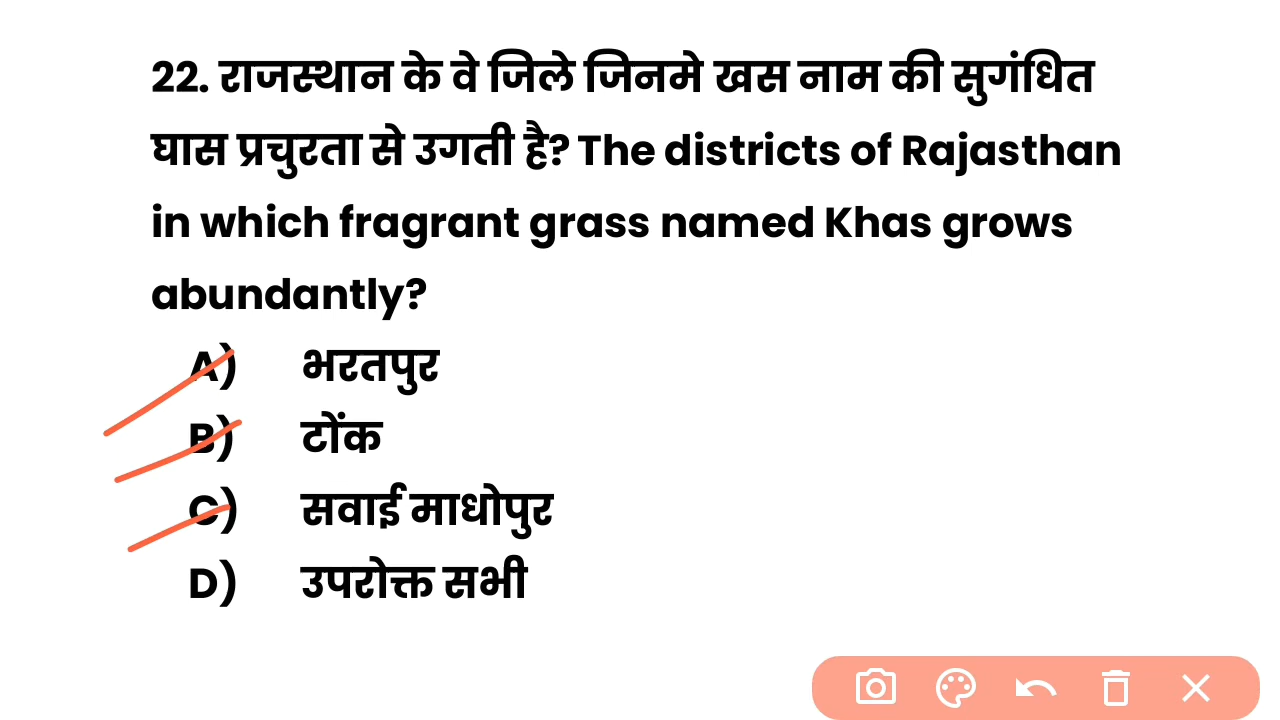 22. राजस्थान के वे जिले जिनमे खस नाम की सुगंधित
घास प्रचुरता से उगती है? The districts of Rajasthan
in which fragrant grass named Khas grows
abundantly?
A) भरतपुर
B) टोंक
C) सवाई माधोपुर
D) उपरोक्त सभी